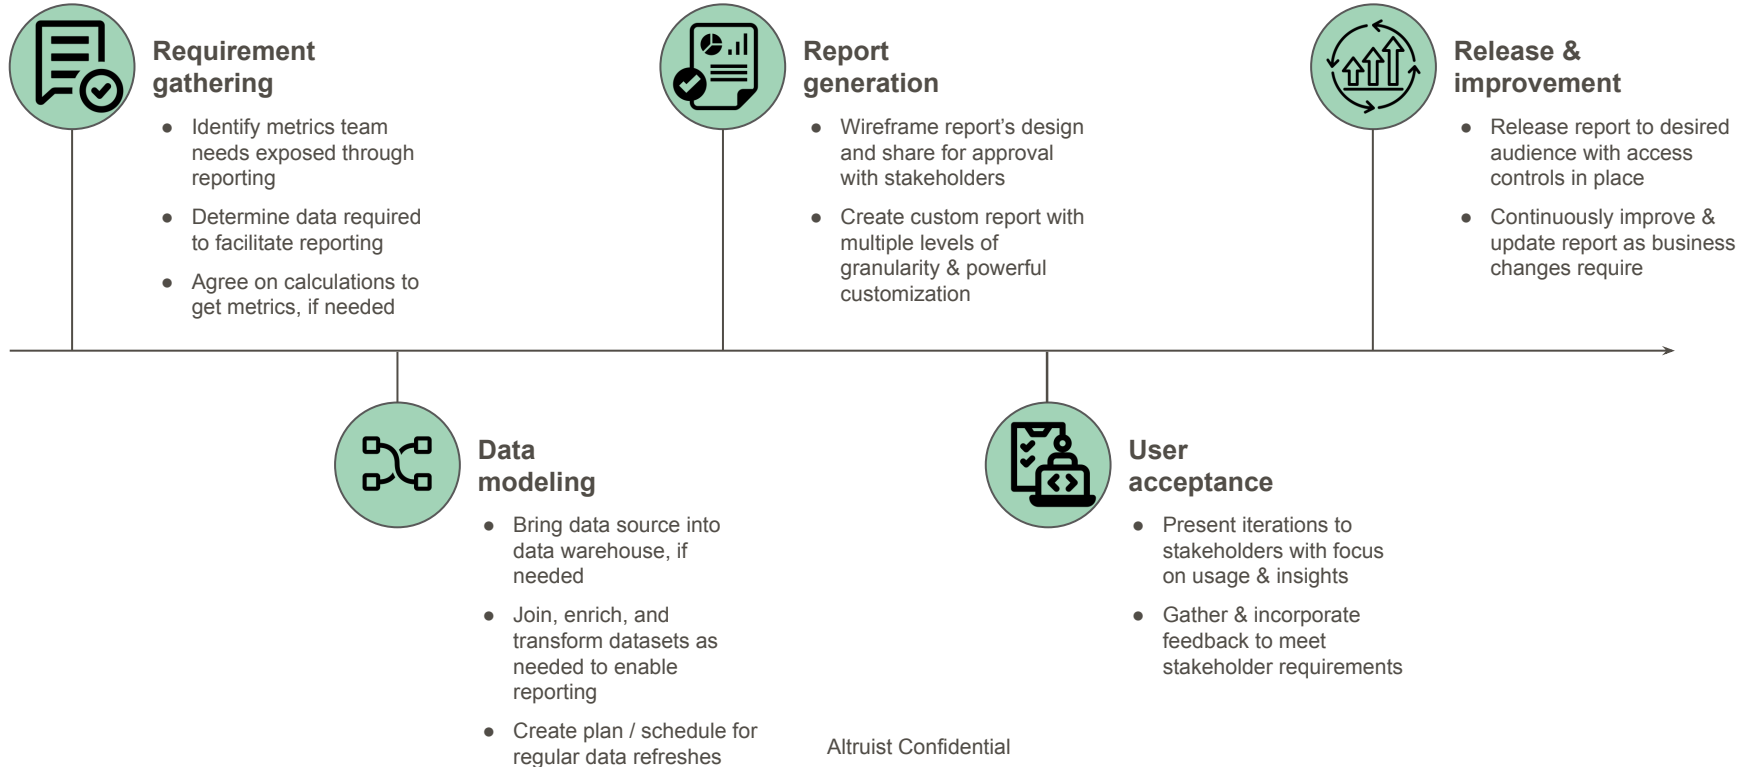 Requirement
gathering
● Identify metrics team
needs exposed through
reporting
● Determine data required
to facilitate reporting
● Agree on calculations to
get metrics, if needed
Data
modeling
● Bring data source into
data warehouse, if
needed
● Join, enrich, and
transform datasets as
needed to enable
reporting
● Create plan / schedule for
regular data refreshes
Report
generation
● Wireframe report’s design
and share for approval
with stakeholders
● Create custom report with
multiple levels of
granularity & powerful
customization
User
acceptance
● Present iterations to
stakeholders with focus
on usage & insights
● Gather & incorporate
feedback to meet
stakeholder requirements
Release &
improvement
● Release report to desired
audience with access
controls in place
● Continuously improve &
update report as business
changes require
Altruist Confidential